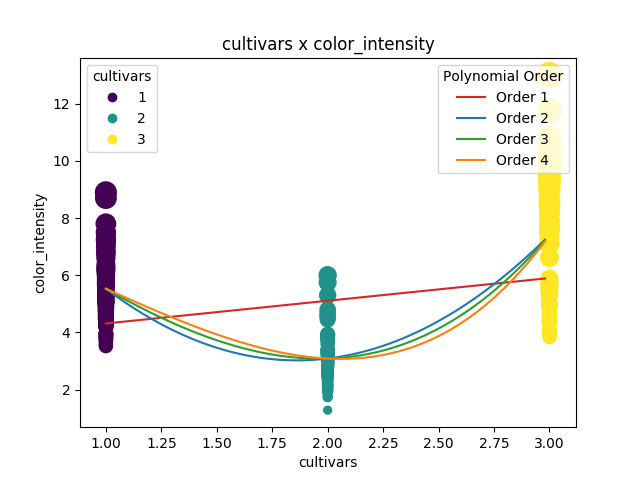 cultivars x color_intensity
cultivars
1
2
3
Polynomial Order
Order 1
Order 2
Order 3
Order 4
color_intensity
12
10
8
6
4
2
1.00 1.25 1.50 1.75 2.00 2.25 2.50 2.75 3.00
cultivars